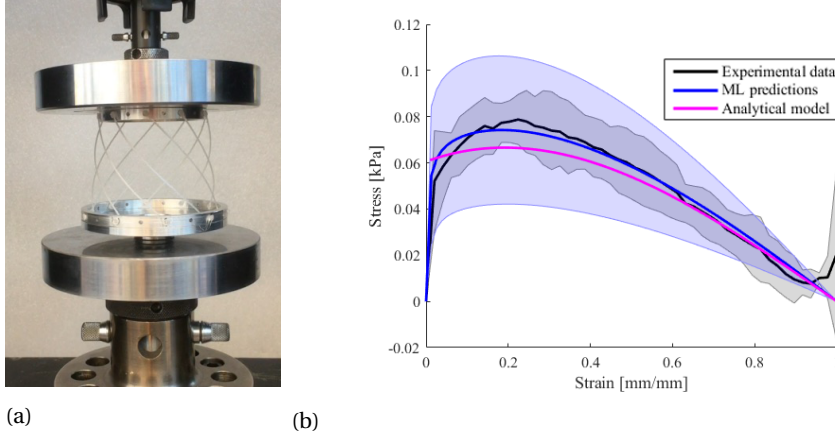 0.12
0.1
0.08
0.06
0.04
0.02
0
-0.02
Stress [kPa]
Experimental data
ML predictions
Analytical model
0 0.2 0.4 0.6 0.8
Strain [mm/mm]
(a) (b)